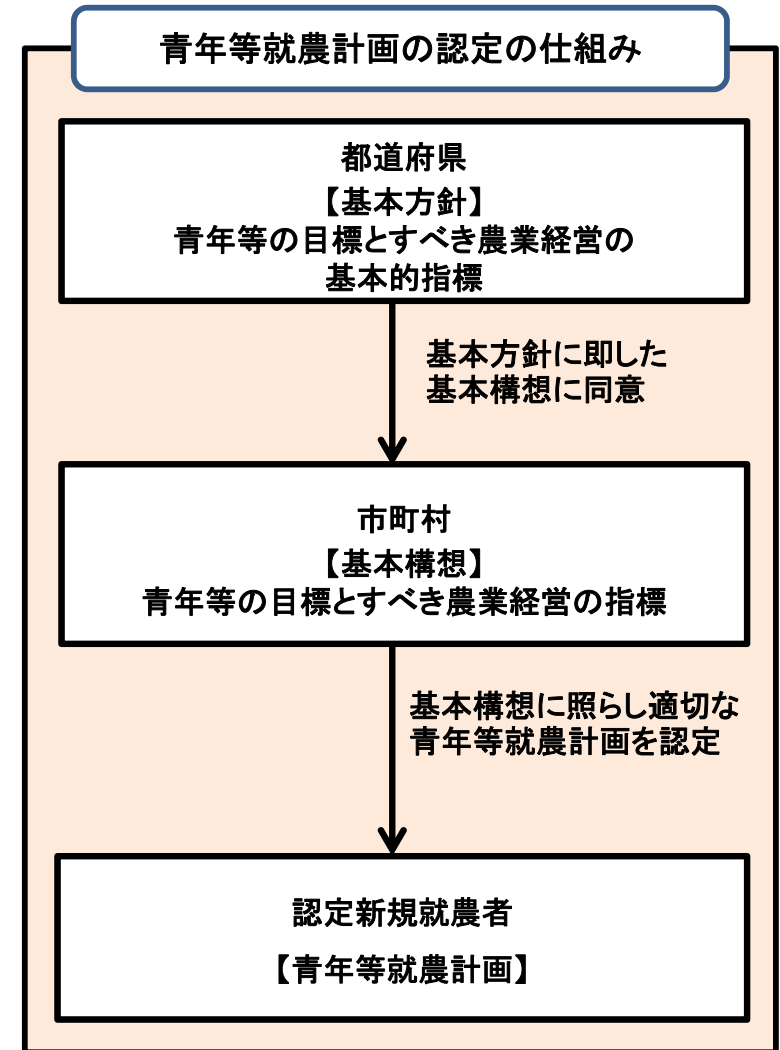 青年等就農計画の認定の仕組み
都道府県
【基本方針】
青年等の目標とすべき農業経営の
基本的指標
基本方針に即した
基本構想に同意
市町村
【基本構想】
青年等の目標とすべき農業経営の指標
基本構想に照らし適切な
青年等就農計画を認定
認定新規就農者
【青年等就農計画】